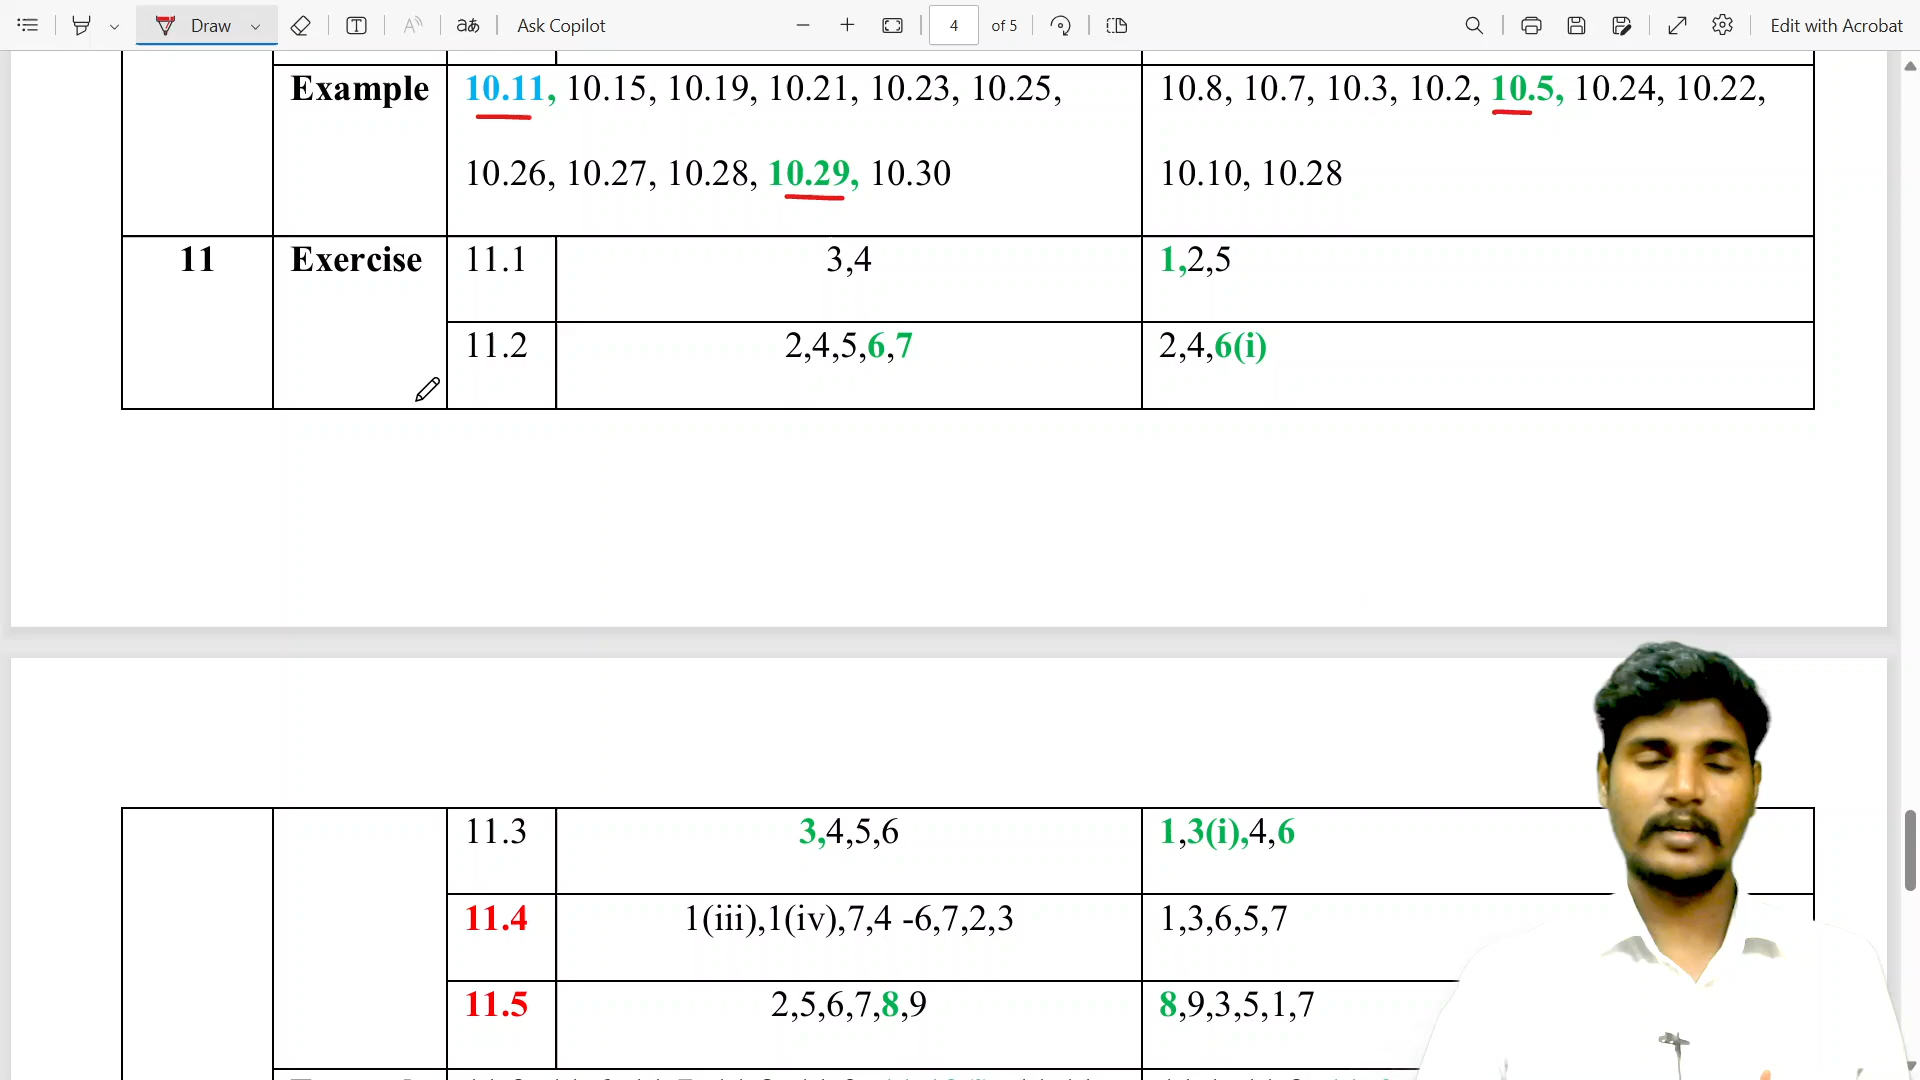 Draw
Ask Copilot
4 of 5
Edit with Acrobat
Example 10.11, 10.15, 10.19, 10.21, 10.23, 10.25, 10.8, 10.7, 10.3, 10.2, 10.5, 10.24, 10.22,
10.26, 10.27, 10.28, 10.29, 10.30 10.10, 10.28
11 Exercise 11.1 3,4 1,2,5
11.2 2,4,5,6,7 2,4,6(i)
11.3 3,4,5,6 1,3(i),4,6
11.4 1(iii),1(iv),7,4 -6,7,2,3 1,3,6,5,7
11.5 2,5,6,7,8,9 8,9,3,5,1,7